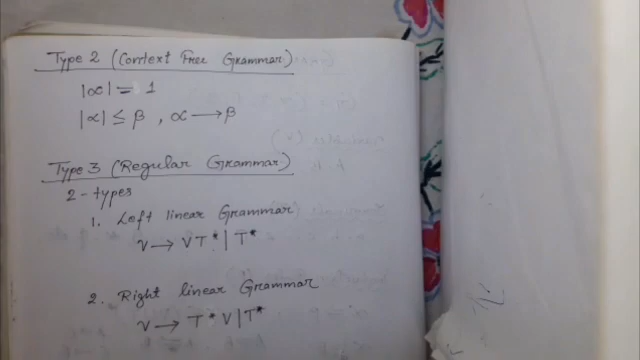 Type 2 (Context Free Grammar)
|α| = 1
|α| ≤ β , α → β
Type 3 (Regular Grammar)
2-types
1. Left linear Grammar
V → VT* | T*
2. Right linear Grammar
V → T* V | T*